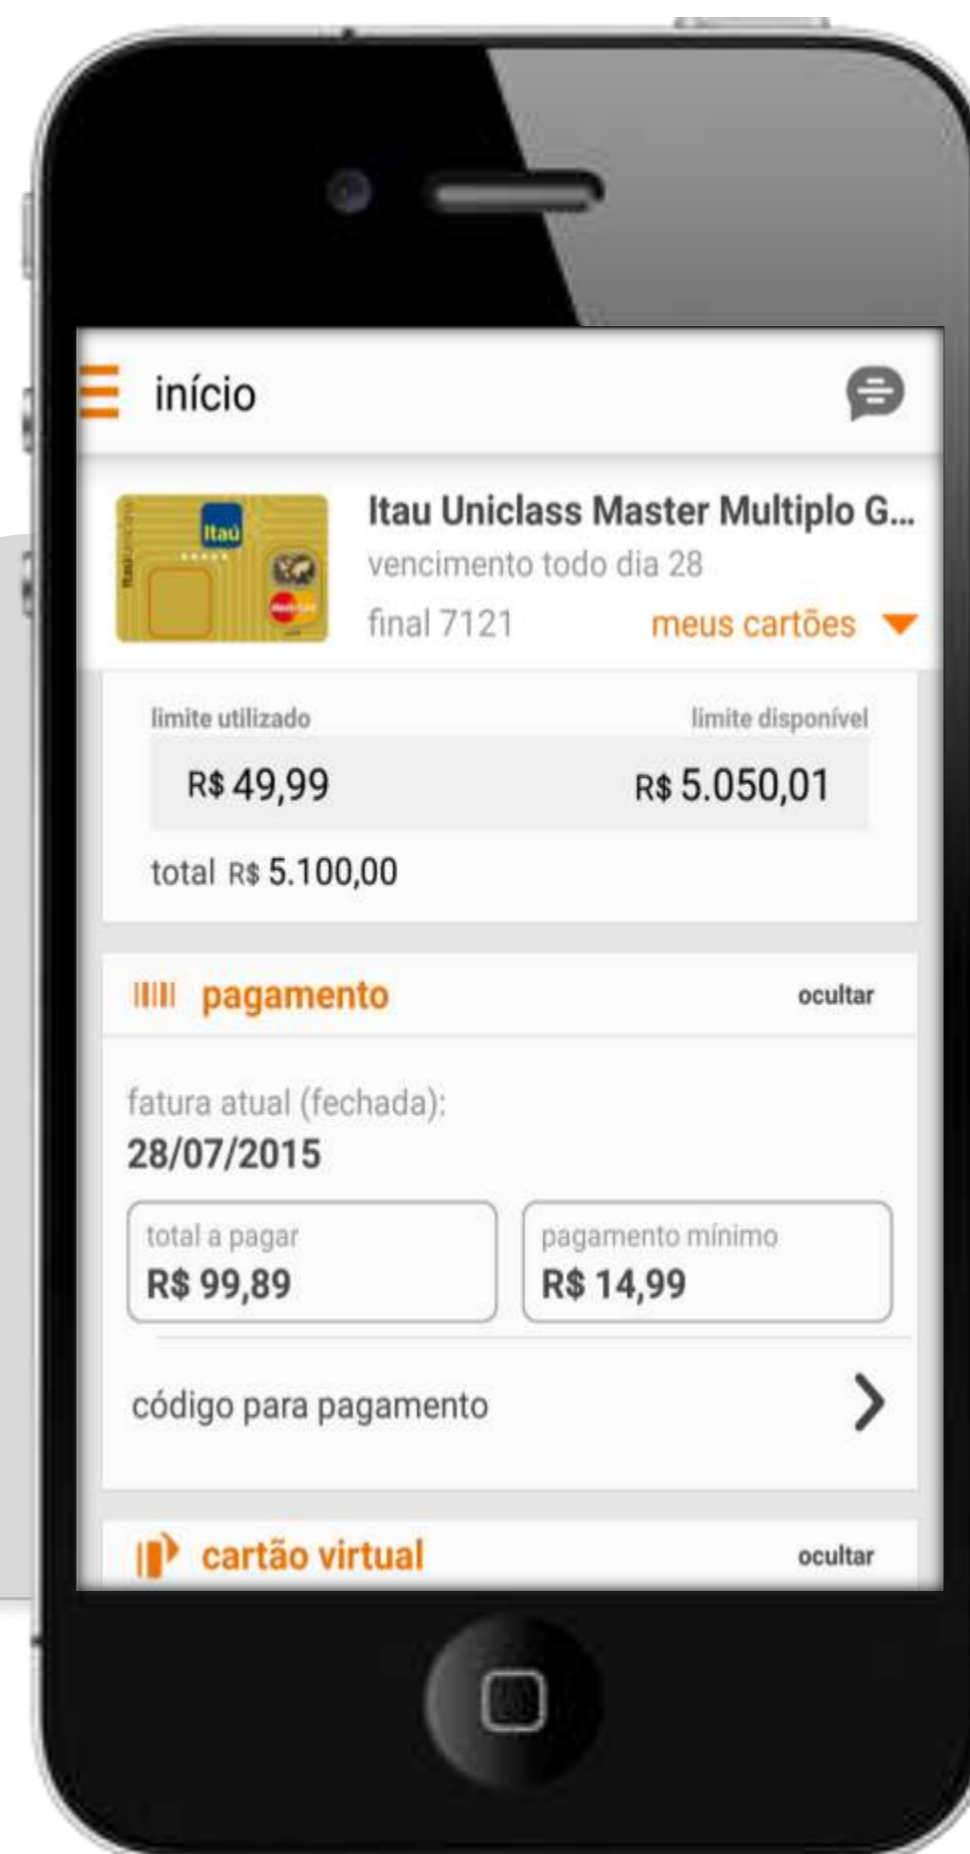 início
Itaú
Itau Uniclass Master Multiplo G...
vencimento todo dia 28
final 7121 meus cartões
limite utilizado limite disponível
R$ 49,99 R$ 5.050,01
total R$ 5.100,00
pagamento ocultar
fatura atual (fechada):
28/07/2015
total a pagar pagamento mínimo
R$ 99,89 R$ 14,99
código para pagamento
cartão virtual ocultar